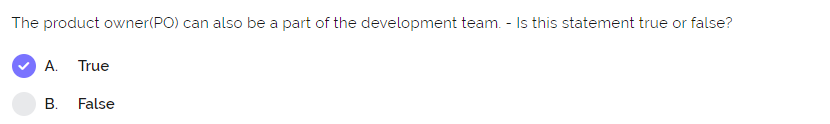 The product owner(PO) can also be a part of the development team. - Is this statement true or false?
A. True
B. False